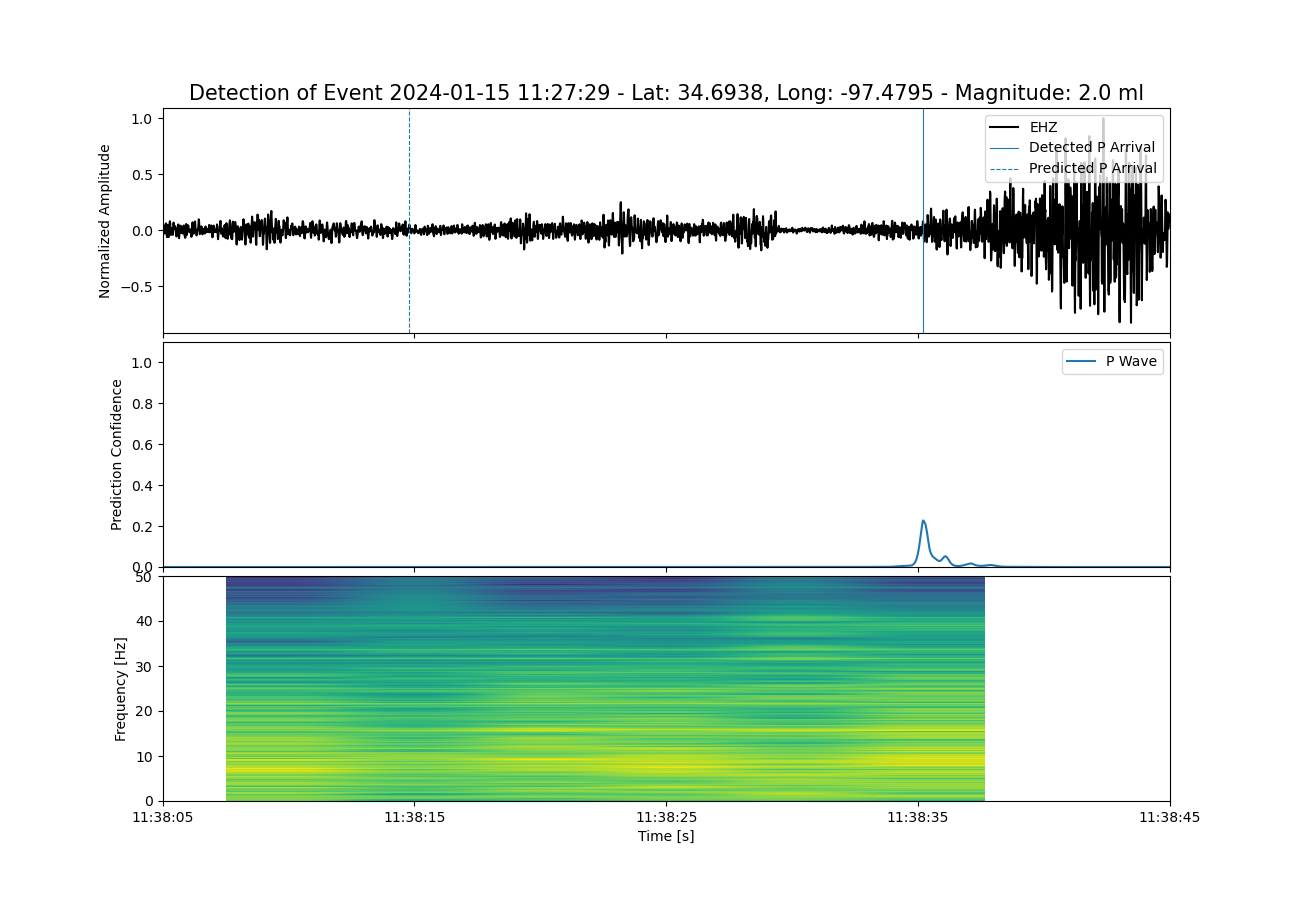 Detection of Event 2024-01-15 11:27:29 - Lat: 34.6938, Long: -97.4795 - Magnitude: 2.0 ml
1.0
0.5
0.0
−0.5
Normalized Amplitude
EHZ
Detected P Arrival
Predicted P Arrival
1.0
0.8
0.6
0.4
0.2
0.0
Prediction Confidence
P Wave
50
40
30
20
10
0
Frequency [Hz]
11:38:05
11:38:15
11:38:25
11:38:35
11:38:45
Time [s]